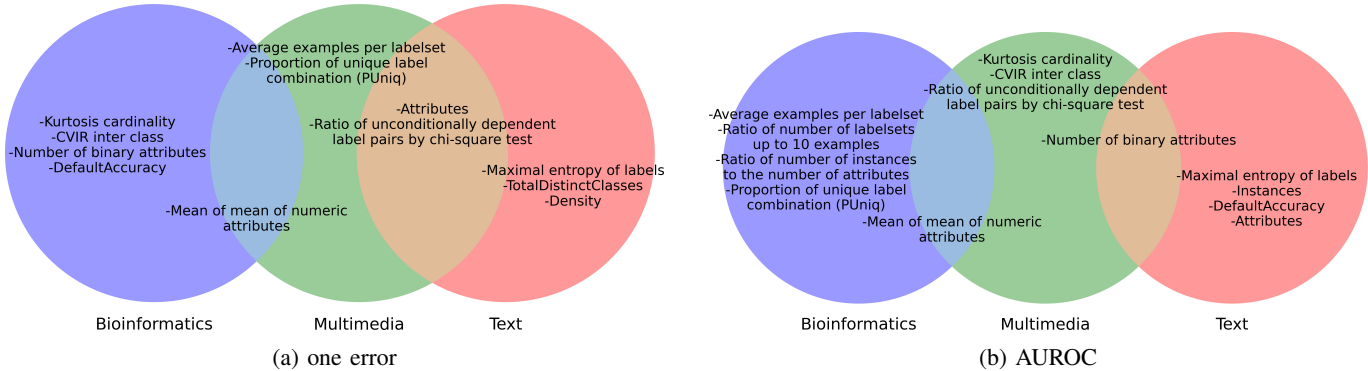 -Average examples per labelset
-Proportion of unique label
combination (PUniq)
-Attributes
-Ratio of unconditionally dependent
label pairs by chi-square test
-Kurtosis cardinality
-CVIR inter class
-Number of binary attributes
-DefaultAccuracy
-Maximal entropy of labels
-TotalDistinctClasses
-Density
-Mean of mean of numeric
attributes
Bioinformatics
Multimedia
Text
(a) one error
-Kurtosis cardinality
-CVIR inter class
-Ratio of unconditionally dependent
label pairs by chi-square test
-Average examples per labelset
-Ratio of number of labelsets
up to 10 examples
-Ratio of number of instances
to the number of attributes
-Proportion of unique label
combination (PUniq)
-Number of binary attributes
-Maximal entropy of labels
-Instances
-DefaultAccuracy
-Attributes
-Mean of mean of numeric
attributes
Bioinformatics
Multimedia
Text
(b) AUROC